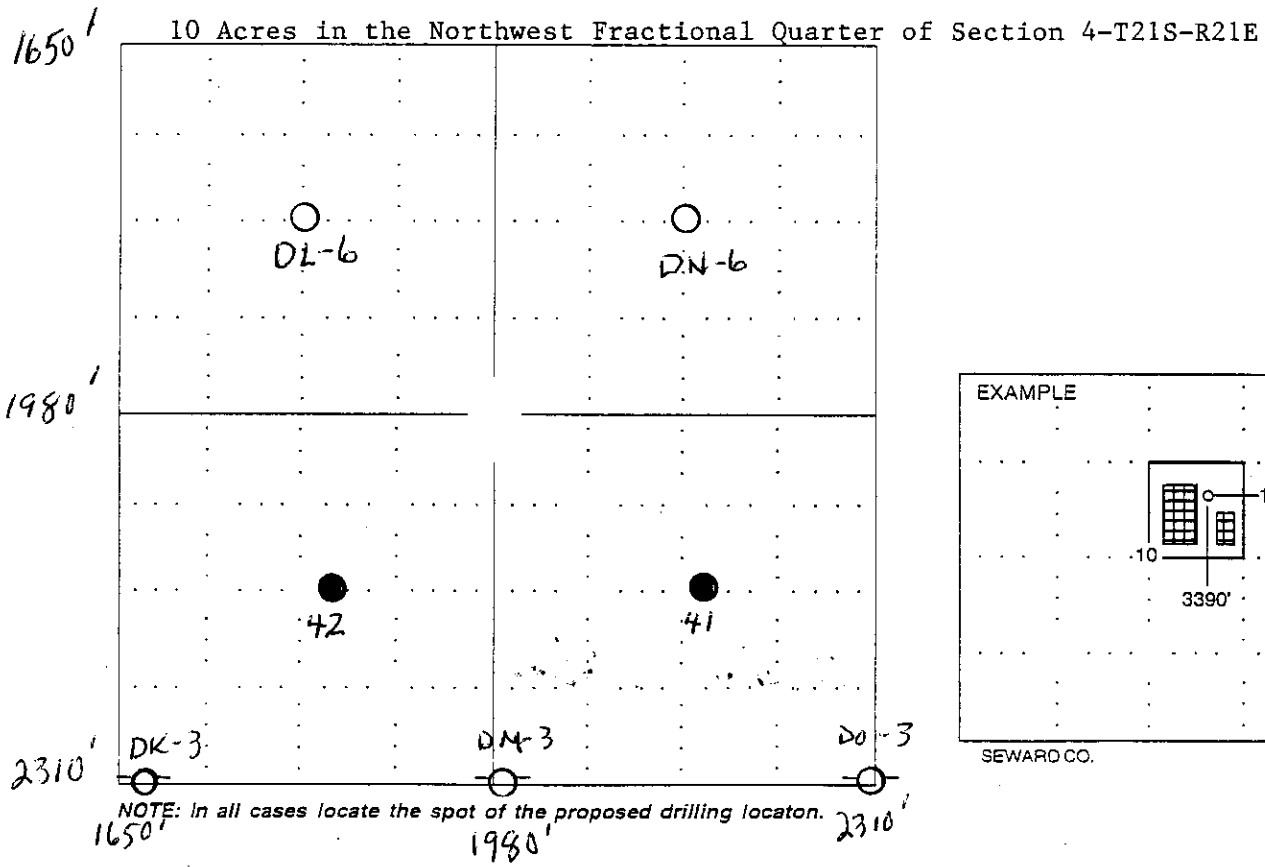 10 Acres in the Northwest Fractional Quarter of Section 4-T21S-R21E
1650'
DL-6
DN-6
1980'
EXAMPLE
10
3390'
42
41
DK-3
DM-3
DO-3
2310'
SEWARD CO.
NOTE: In all cases locate the spot of the proposed drilling locaton.
1650'
1980'
2310'